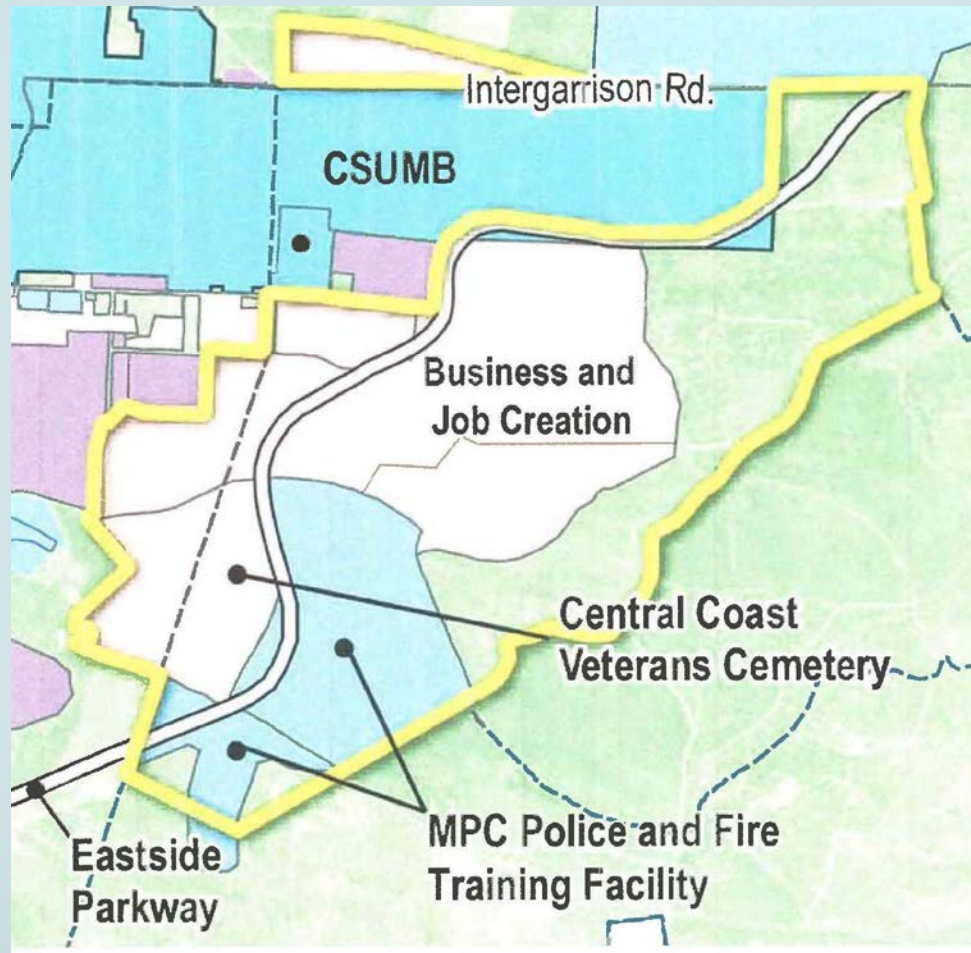 Intergarrison Rd.
CSUMB
Business and
Job Creation
Central Coast
Veterans Cemetery
MPC Police and Fire
Training Facility
Eastside
Parkway